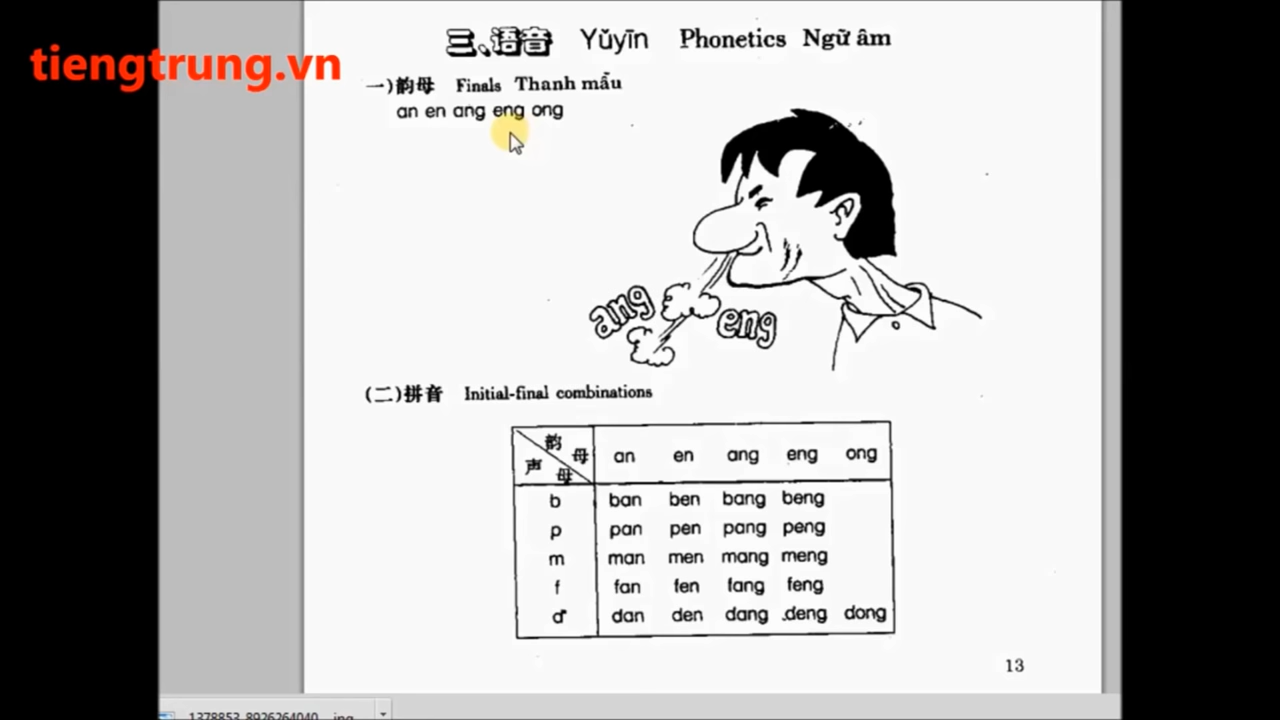 tiengtrung.vn
三、语音 Yǔyīn Phonetics Ngữ âm
一)韵母 Finals Thanh mẫu
an en ang eng ong
ang
eng
(二)拼音 Initial-final combinations
韵母
声母
an en ang eng ong
b ban ben bang beng
p pan pen pang peng
m man men mang meng
f fan fen fang feng
d dan den dang deng dong
13